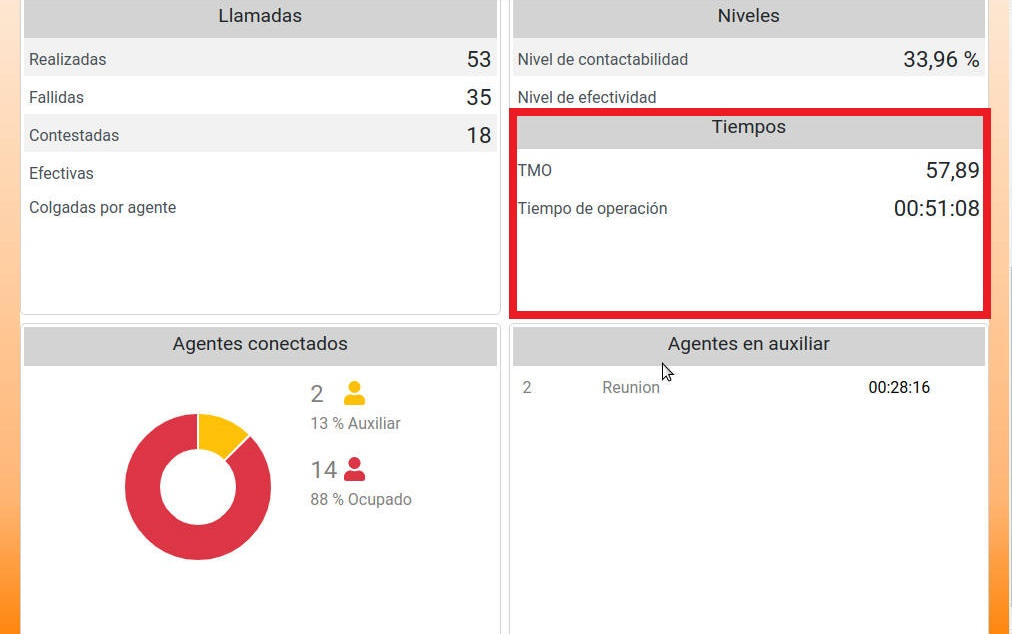 Llamadas
Realizadas 53
Fallidas 35
Contestadas 18
Efectivas
Colgadas por agente
Niveles
Nivel de contactabilidad 33,96 %
Nivel de efectividad
Tiempos
TMO 57,89
Tiempo de operación 00:51:08
Agentes conectados
2
13 % Auxiliar
14
88 % Ocupado
Agentes en auxiliar
2 Reunion 00:28:16